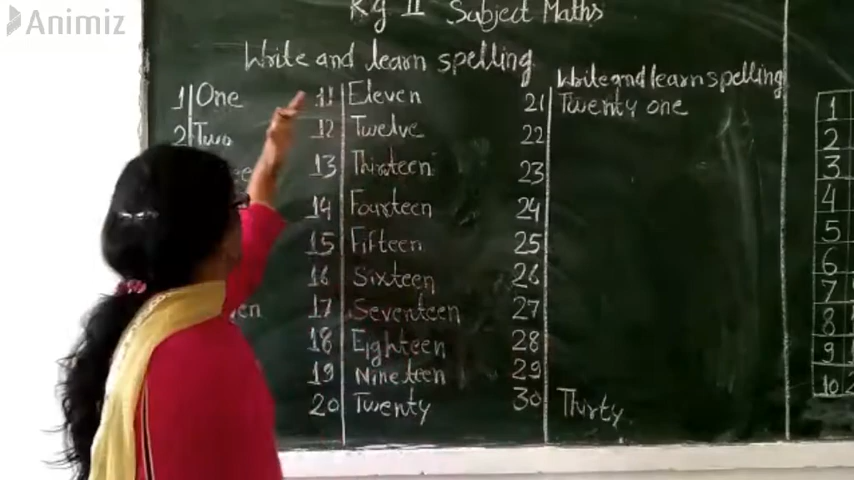 Animiz
Kg II Subject Maths
Write and learn spelling
1 One
2 Two
11 Eleven
12 Twelve
13 Thirteen
14 Fourteen
15 Fifteen
16 Sixteen
17 Seventeen
18 Eighteen
19 Nineteen
20 Twenty
Write and learn spelling
21 Twenty one
22
23
24
25
26
27
28
29
30 Thirty
1
2
3
4
5
6
7
8
9
10